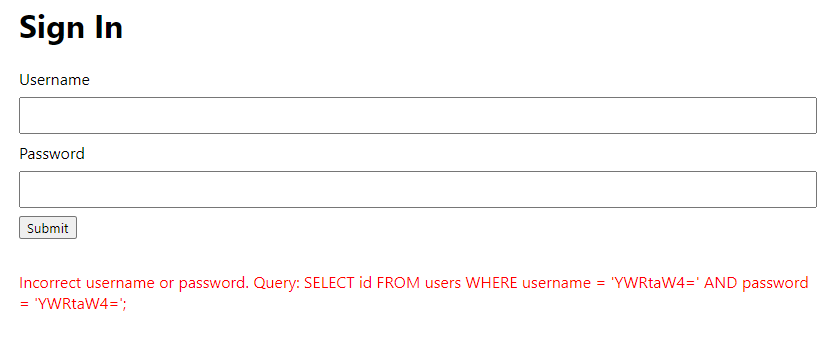 Sign In
Username
Password
Submit
Incorrect username or password. Query: SELECT id FROM users WHERE username = 'YWRtaW4=' AND password
= 'YWRtaW4=';